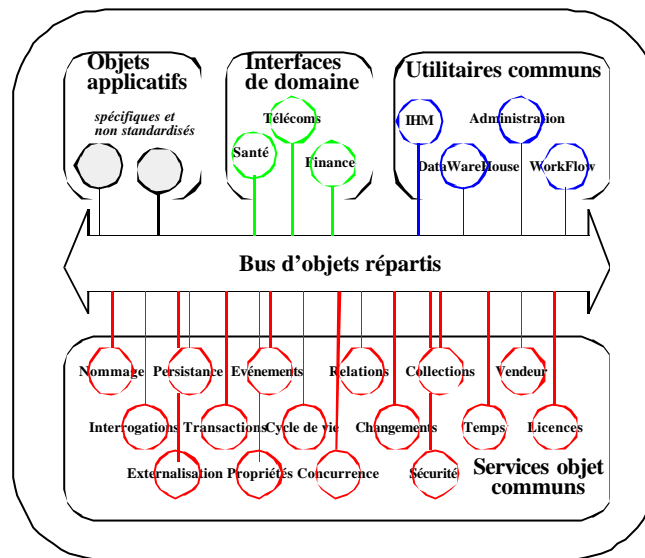 Objets
applicatifs
spécifiques et
non standardisés
Interfaces
de domaine
Télécoms
Santé
Finance
Utilitaires communs
IHM
Administration
DataWareHouse
WorkFlow
Bus d'objets répartis
Nommage
Persistance
Evénements
Relations
Collections
Vendeur
Interrogations
Transactions
Cycle de vie
Changements
Temps
Licences
Externalisation
Propriétés
Concurrence
Sécurité
Services objet
communs